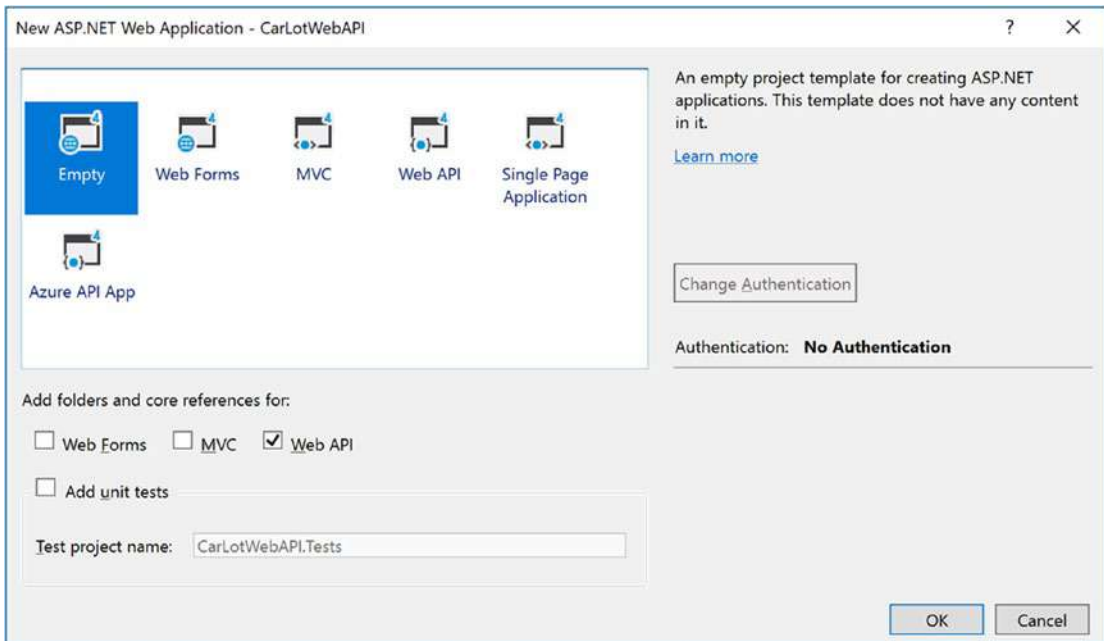 New ASP.NET Web Application - CarLotWebAPI
?
Empty
Web Forms
MVC
Web API
Single Page
Application
Azure API App
An empty project template for creating ASP.NET
applications. This template does not have any content
in it.
Learn more
Change Authentication
Authentication: No Authentication
Add folders and core references for:
Web Forms MVC Web API
Add unit tests
Test project name: CarLotWebAPI.Tests
OK Cancel